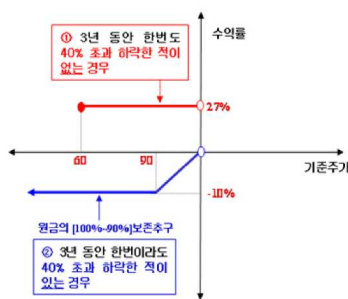 수익률
① 3년 동안 한번도
40% 초과 하락한 적이
없는 경우
27%
60
90
기준주가
-10%
원금의 [100%~90%]보존추구
② 3년 동안 한번이라도
40% 초과 하락한 적이
있는 경우